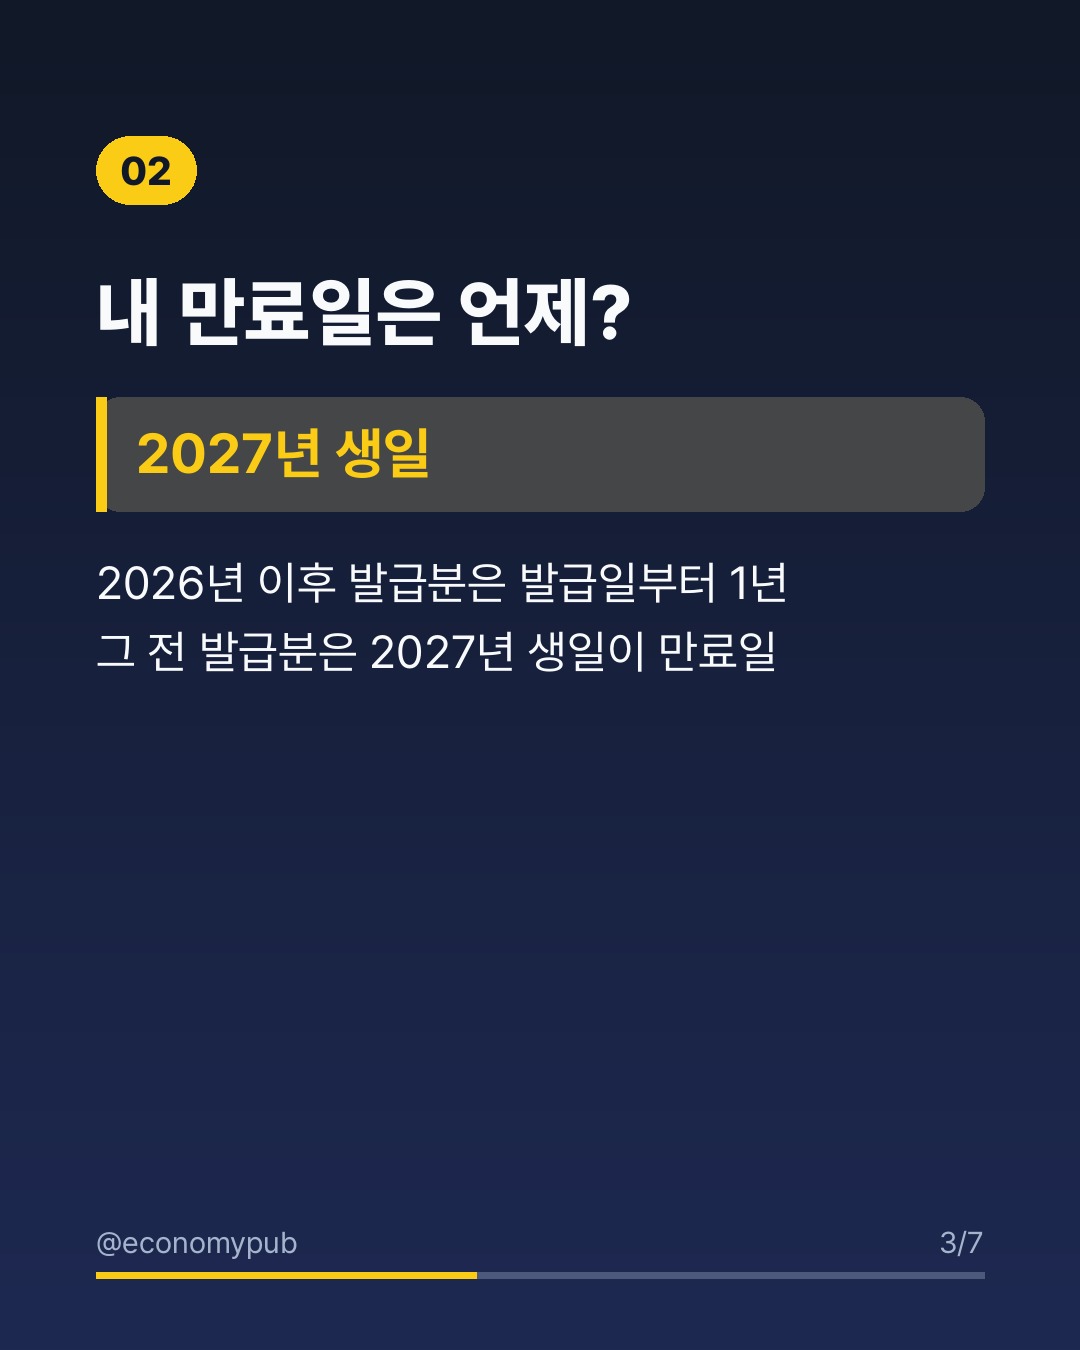 02
내 만료일은 언제?
2027년 생일
2026년 이후 발급분은 발급일부터 1년
그 전 발급분은 2027년 생일이 만료일
@economypub
3/7